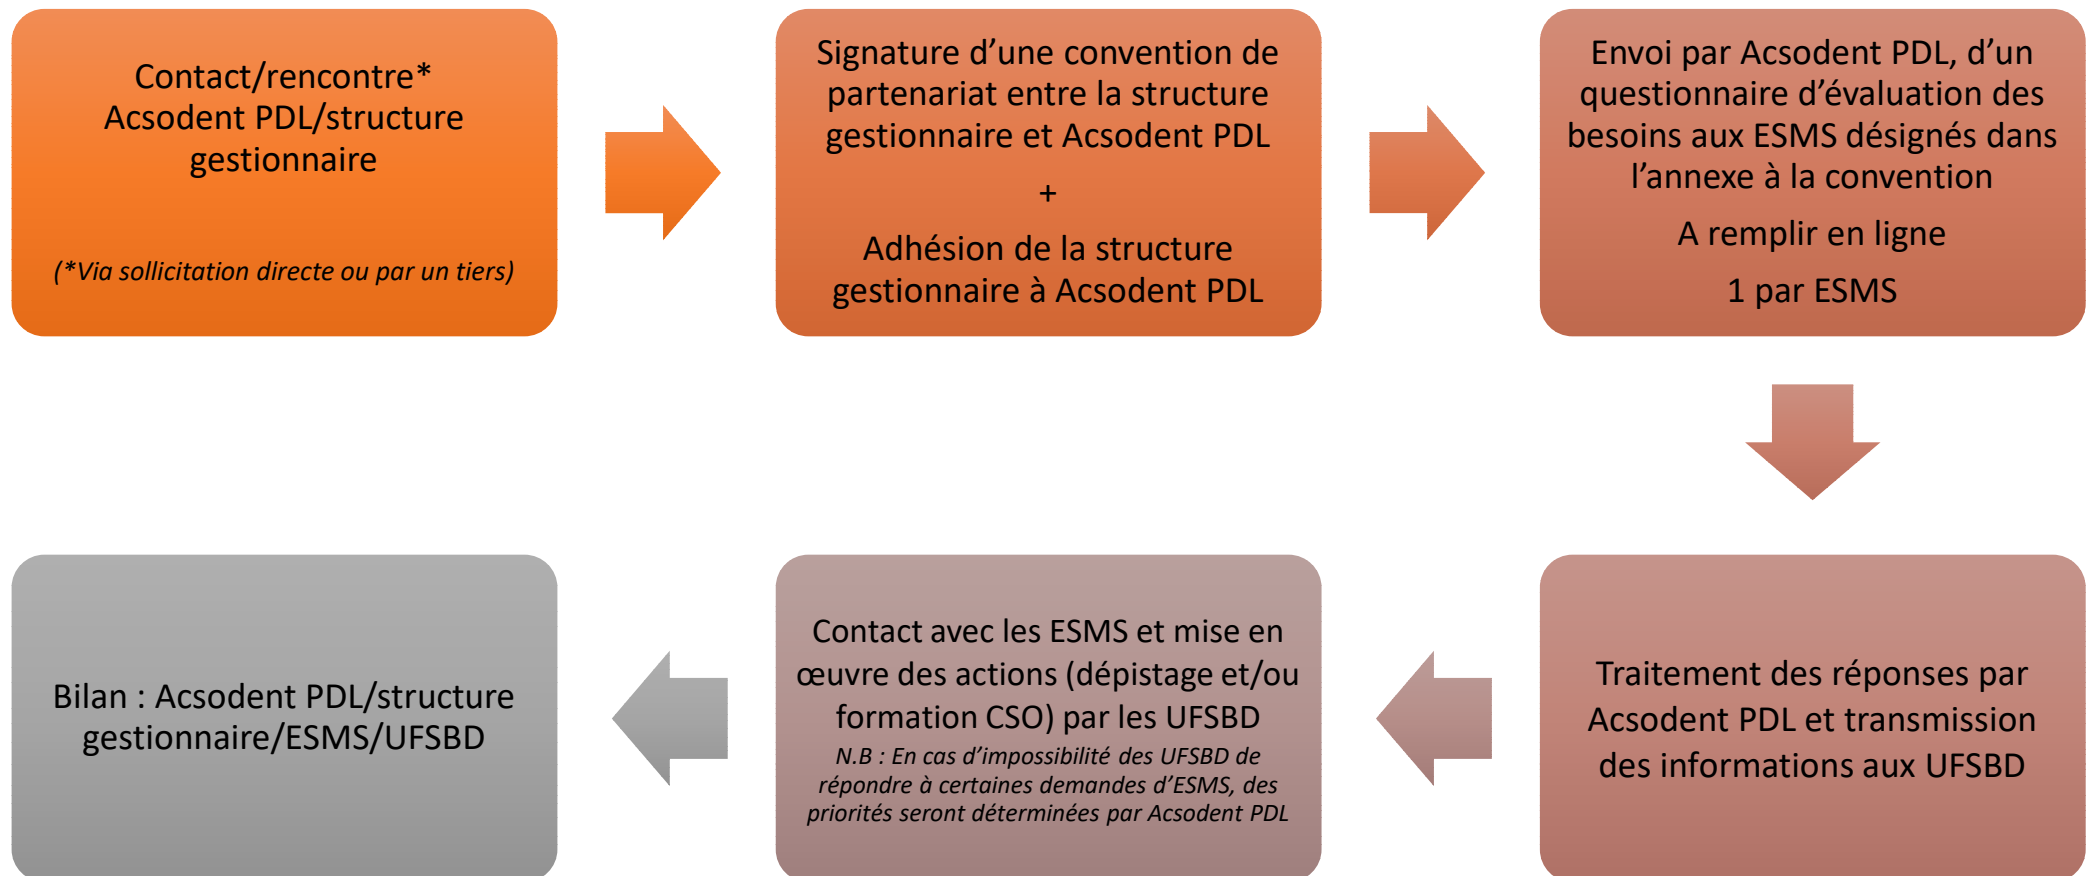 Contact/rencontre*
Acsodent PDL/structure
gestionnaire
(*Via sollicitation directe ou par un tiers)
Signature d’une convention de
partenariat entre la structure
gestionnaire et Acsodent PDL
+
Adhésion de la structure
gestionnaire à Acsodent PDL
Envoi par Acsodent PDL, d’un
questionnaire d’évaluation des
besoins aux ESMS désignés dans
l’annexe à la convention
A remplir en ligne
1 par ESMS
Traitement des réponses par
Acsodent PDL et transmission
des informations aux UFSBD
Contact avec les ESMS et mise en
œuvre des actions (dépistage et/ou
formation CSO) par les UFSBD
N.B : En cas d’impossibilité des UFSBD de
répondre à certaines demandes d’ESMS, des
priorités seront déterminées par Acsodent PDL
Bilan : Acsodent PDL/structure
gestionnaire/ESMS/UFSBD